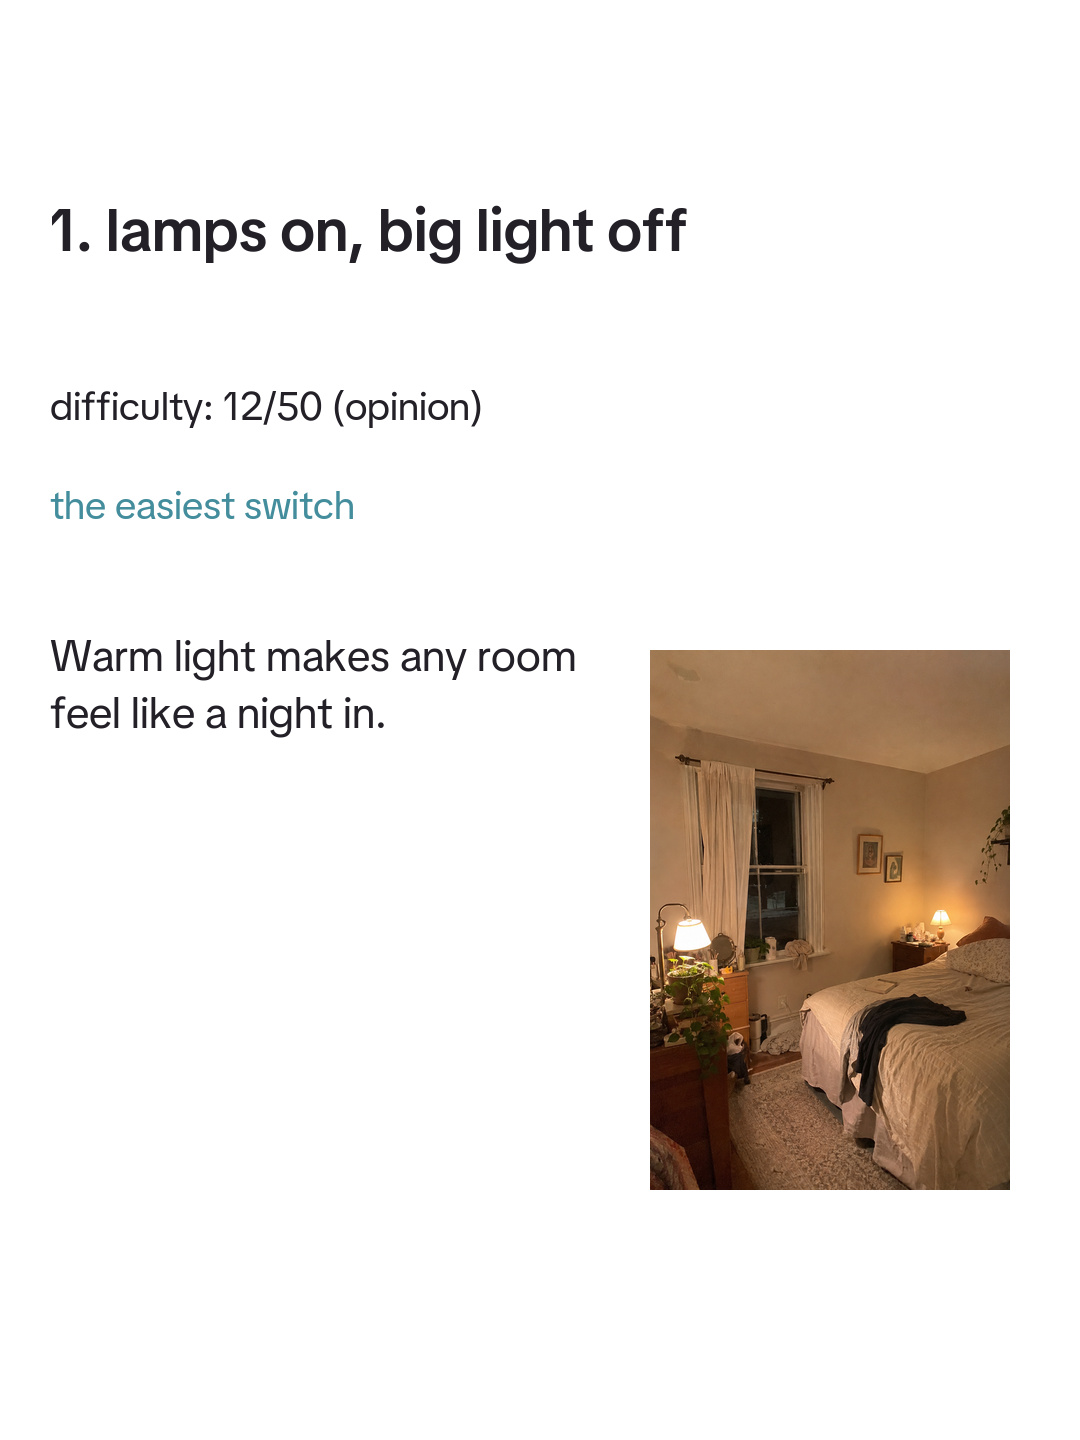 1. lamps on, big light off
difficulty: 12/50 (opinion)
the easiest switch
Warm light makes any room
feel like a night in.